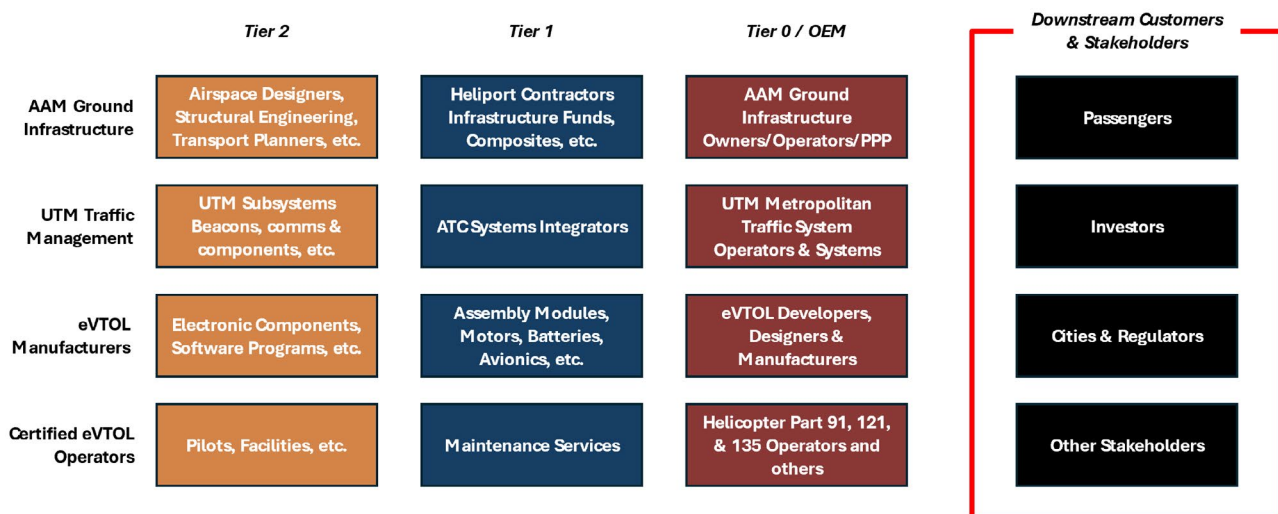 Tier 2
Tier 1
Tier 0 / OEM
Downstream Customers
& Stakeholders
AAM Ground
Infrastructure
Airspace Designers,
Structural Engineering,
Transport Planners, etc.
Heliport Contractors
Infrastructure Funds,
Composites, etc.
AAM Ground
Infrastructure
Owners/Operators/PPP
Passengers
UTM Traffic
Management
UTM Subsystems
Beacons, comms &
components, etc.
ATC Systems Integrators
UTM Metropolitan
Traffic System
Operators & Systems
Investors
eVTOL
Manufacturers
Electronic Components,
Software Programs, etc.
Assembly Modules,
Motors, Batteries,
Avionics, etc.
eVTOL Developers,
Designers &
Manufacturers
Cities & Regulators
Certified eVTOL
Operators
Pilots, Facilities, etc.
Maintenance Services
Helicopter Part 91, 121,
& 135 Operators and
others
Other Stakeholders